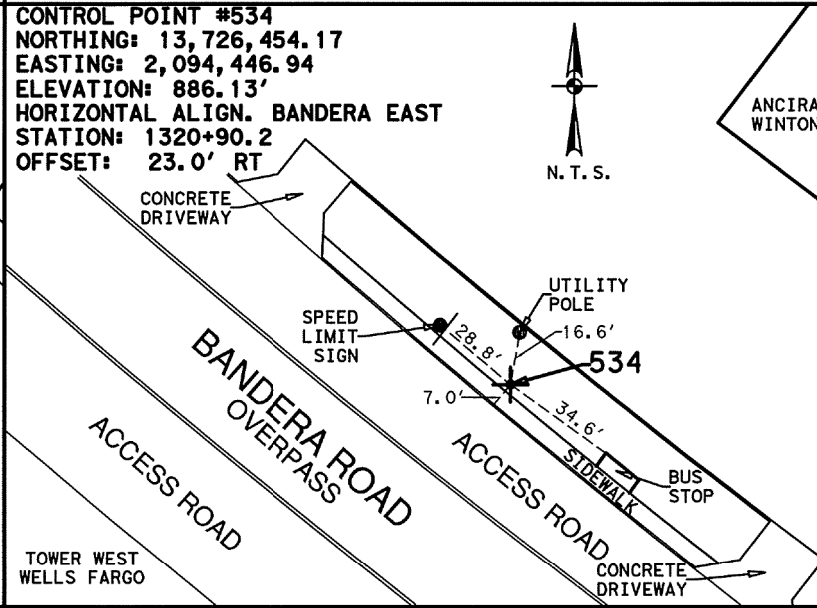 CONTROL POINT #534
NORTHING: 13,726,454.17
EASTING: 2,094,446.94
ELEVATION: 886.13'
HORIZONTAL ALIGN. BANDERA EAST
STATION: 1320+90.2
OFFSET: 23.0' RT
N.T.S.
ANCIRA
WINTON
CONCRETE
DRIVEWAY
UTILITY
POLE
SPEED
LIMIT
SIGN
28.8'
16.6'
534
7.0'
34.6'
BANDERA ROAD
OVERPASS
ACCESS ROAD
ACCESS ROAD
SIDEWALK
BUS
STOP
TOWER WEST
WELLS FARGO
CONCRETE
DRIVEWAY